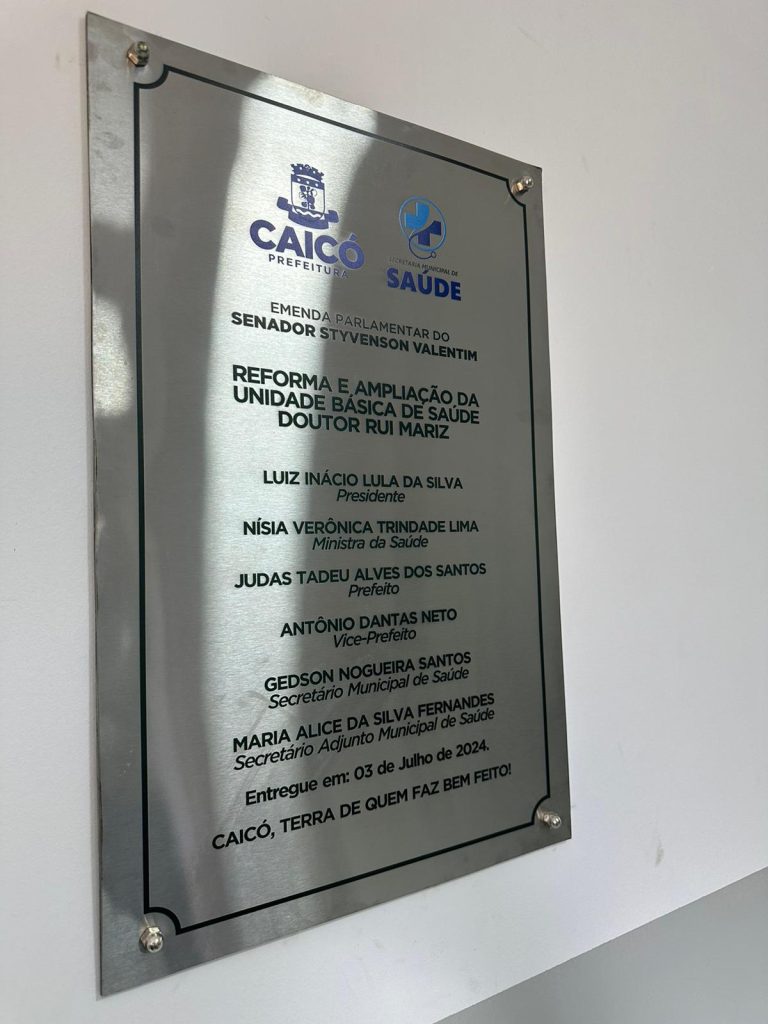 CAICÓ
PREFEITURA
SECRETARIA MUNICIPAL DE
SAÚDE
EMENDA PARLAMENTAR DO
SENADOR STYVENSON VALENTIM
REFORMA E AMPLIAÇÃO DA
UNIDADE BÁSICA DE SAÚDE
DOUTOR RUI MARIZ
LUIZ INÁCIO LULA DA SILVA
Presidente
NÍSIA VERÔNICA TRINDADE LIMA
Ministra da Saúde
JUDAS TADEU ALVES DOS SANTOS
Prefeito
ANTÔNIO DANTAS NETO
Vice-Prefeito
GEDSON NOGUEIRA SANTOS
Secretário Municipal de Saúde
MARIA ALICE DA SILVA FERNANDES
Secretário Adjunto Municipal de Saúde
Entregue em: 03 de Julho de 2024.
CAICÓ, TERRA DE QUEM FAZ BEM FEITO!